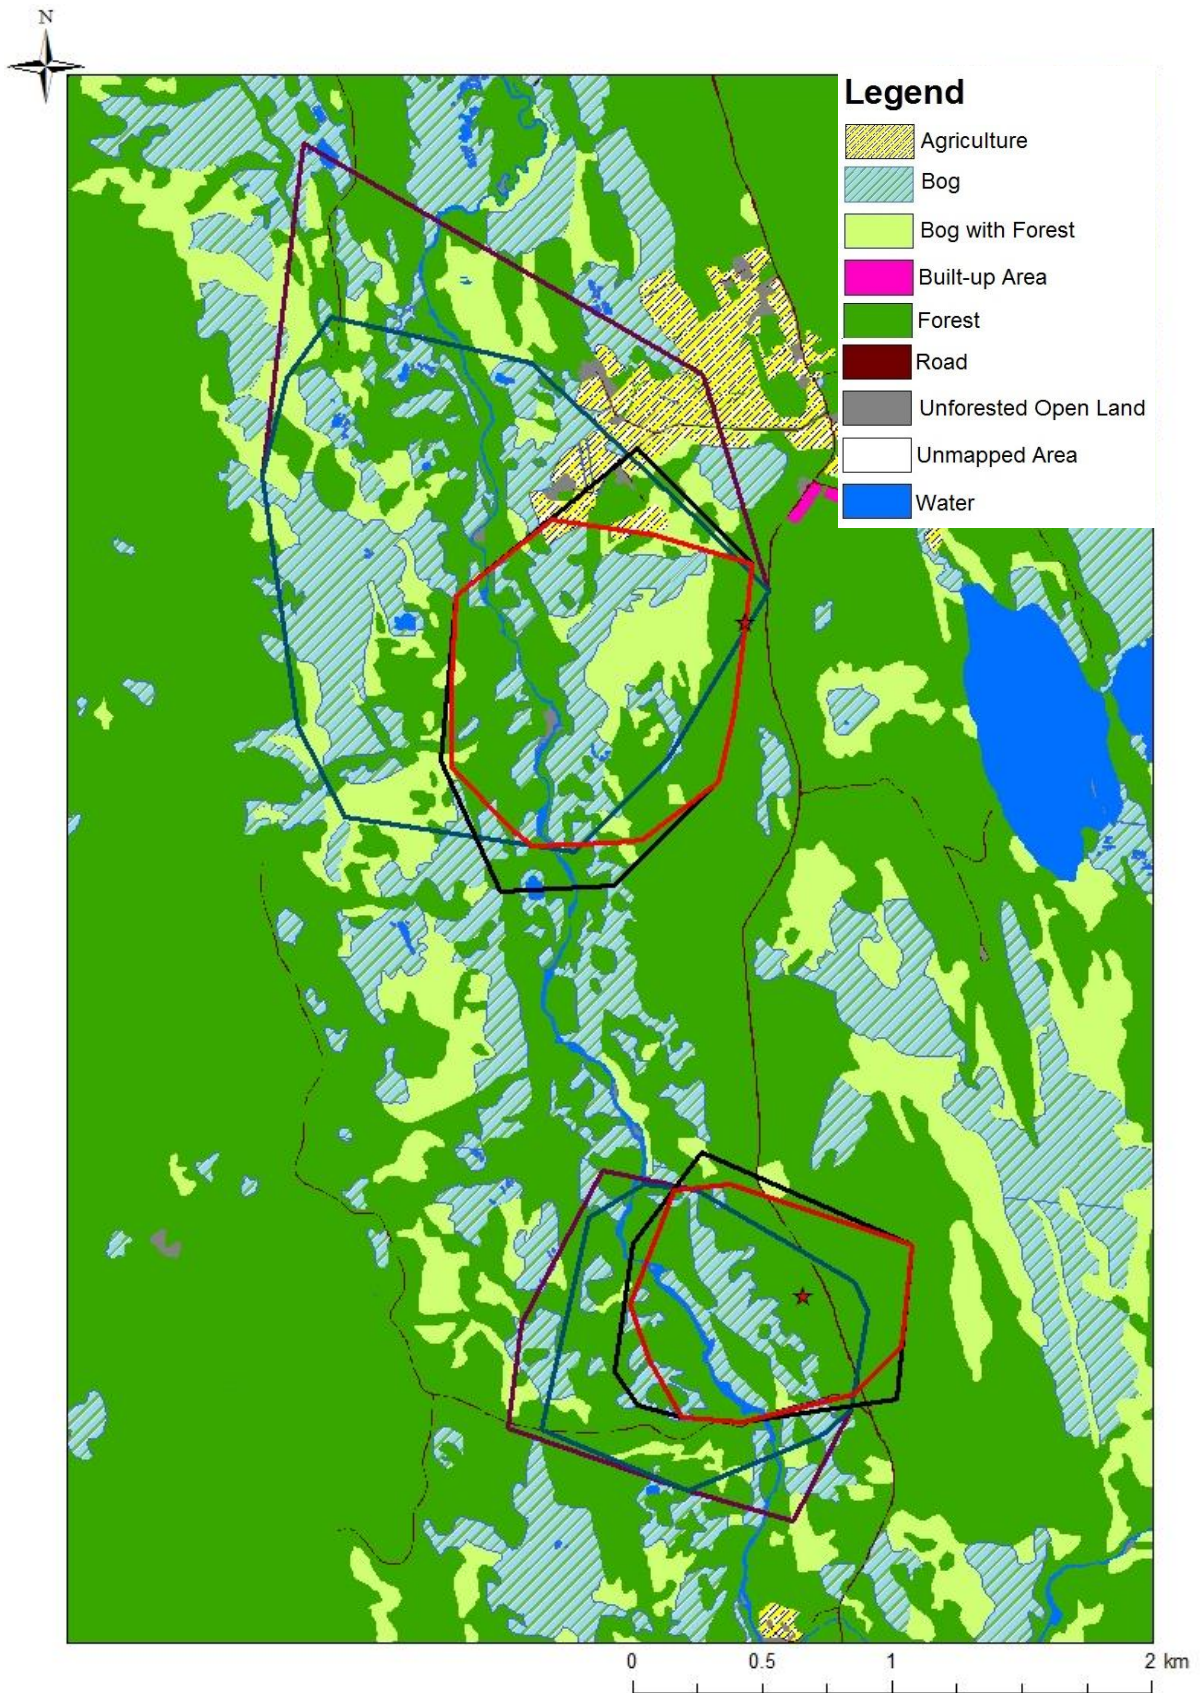 N
Legend
Agriculture
Bog
Bog with Forest
Built-up Area
Forest
Road
Unforested Open Land
Unmapped Area
Water
0 0.5 1 2 km